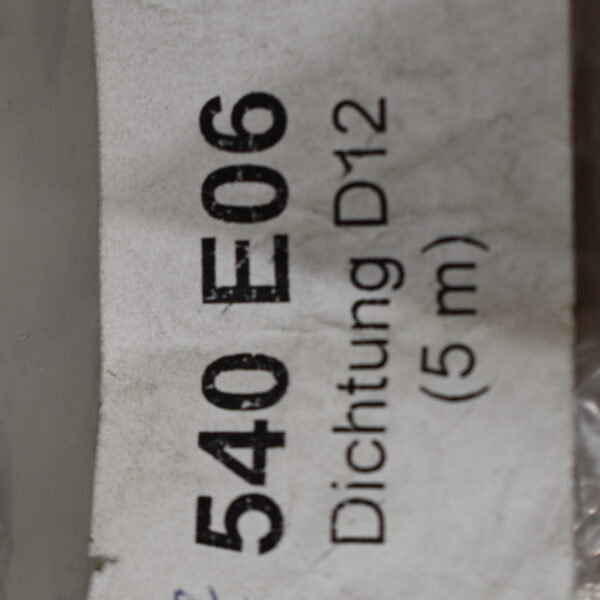 540 E06
Dichtung D12
(5 m)